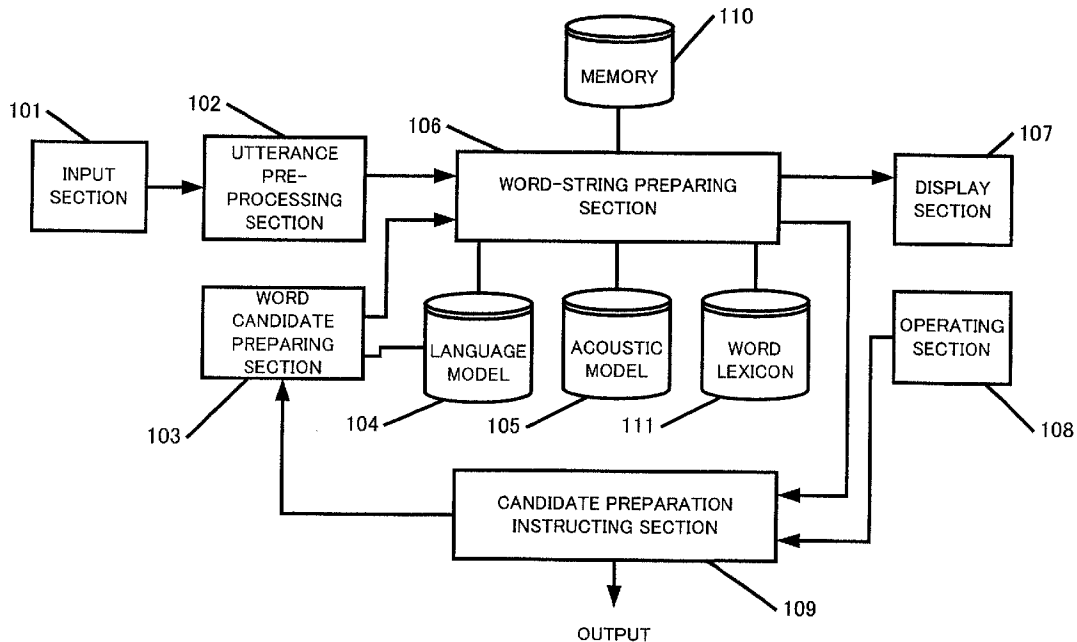 110
MEMORY
101
INPUT
SECTION
102
UTTERANCE
PRE-
PROCESSING
SECTION
106
WORD-STRING PREPARING
SECTION
107
DISPLAY
SECTION
WORD
CANDIDATE
PREPARING
SECTION
103
LANGUAGE
MODEL
104
ACOUSTIC
MODEL
105
WORD
LEXICON
111
OPERATING
SECTION
108
CANDIDATE PREPARATION
INSTRUCTING SECTION
109
OUTPUT